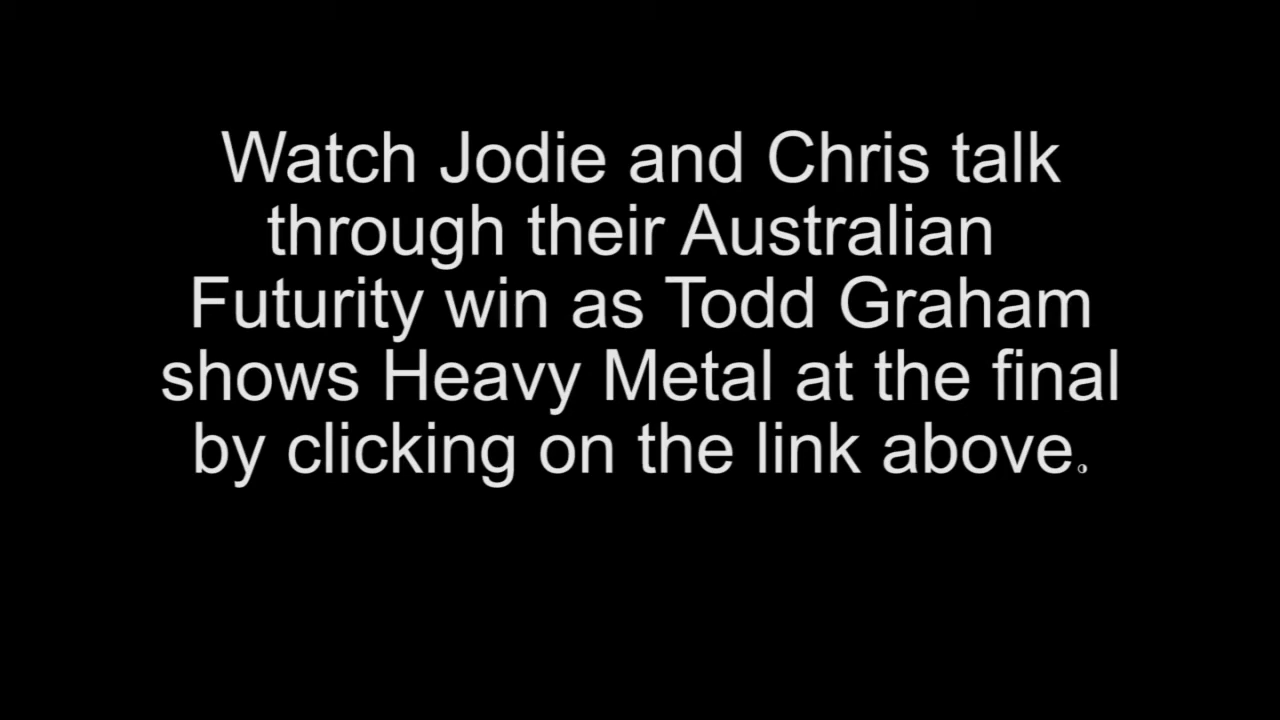 Watch Jodie and Chris talk
through their Australian
Futurity win as Todd Graham
shows Heavy Metal at the final
by clicking on the link above.